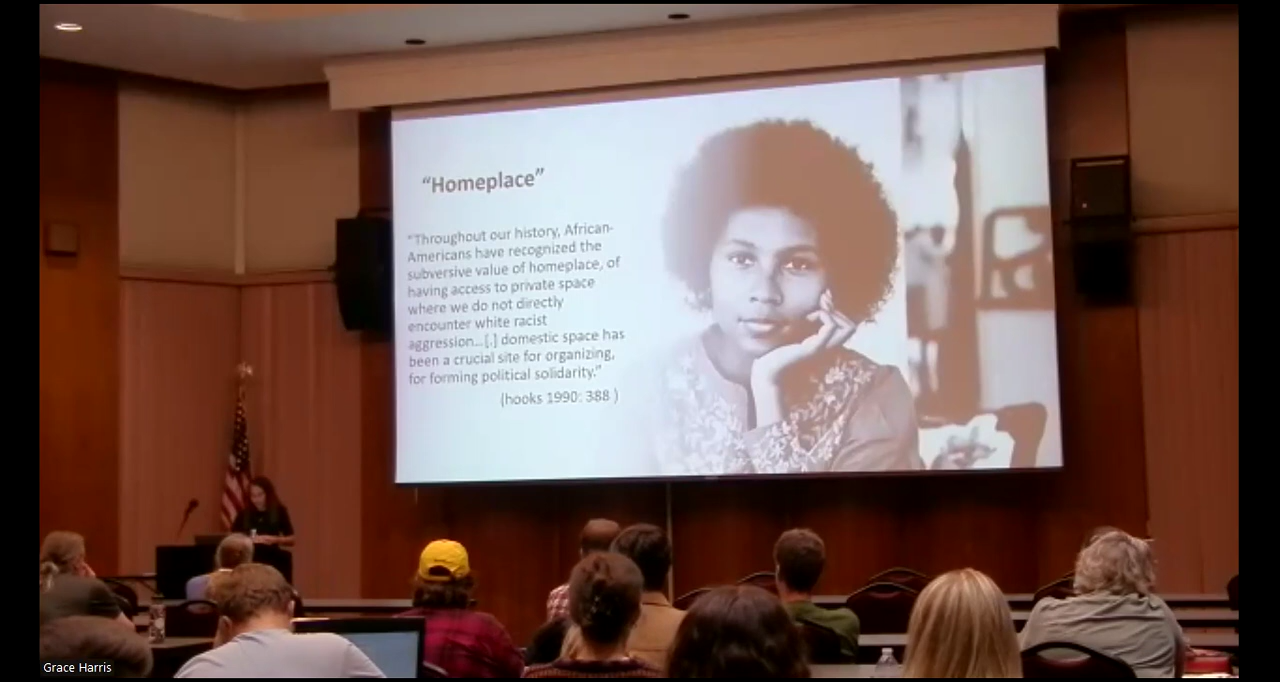 “Homeplace”
“Throughout our history, African-
Americans have recognized the
subversive value of homeplace, of
having access to private space
where we do not directly
encounter white racist
aggression…[.] domestic space has
been a crucial site for organizing,
for forming political solidarity.”
(hooks 1990: 388 )
Grace Harris